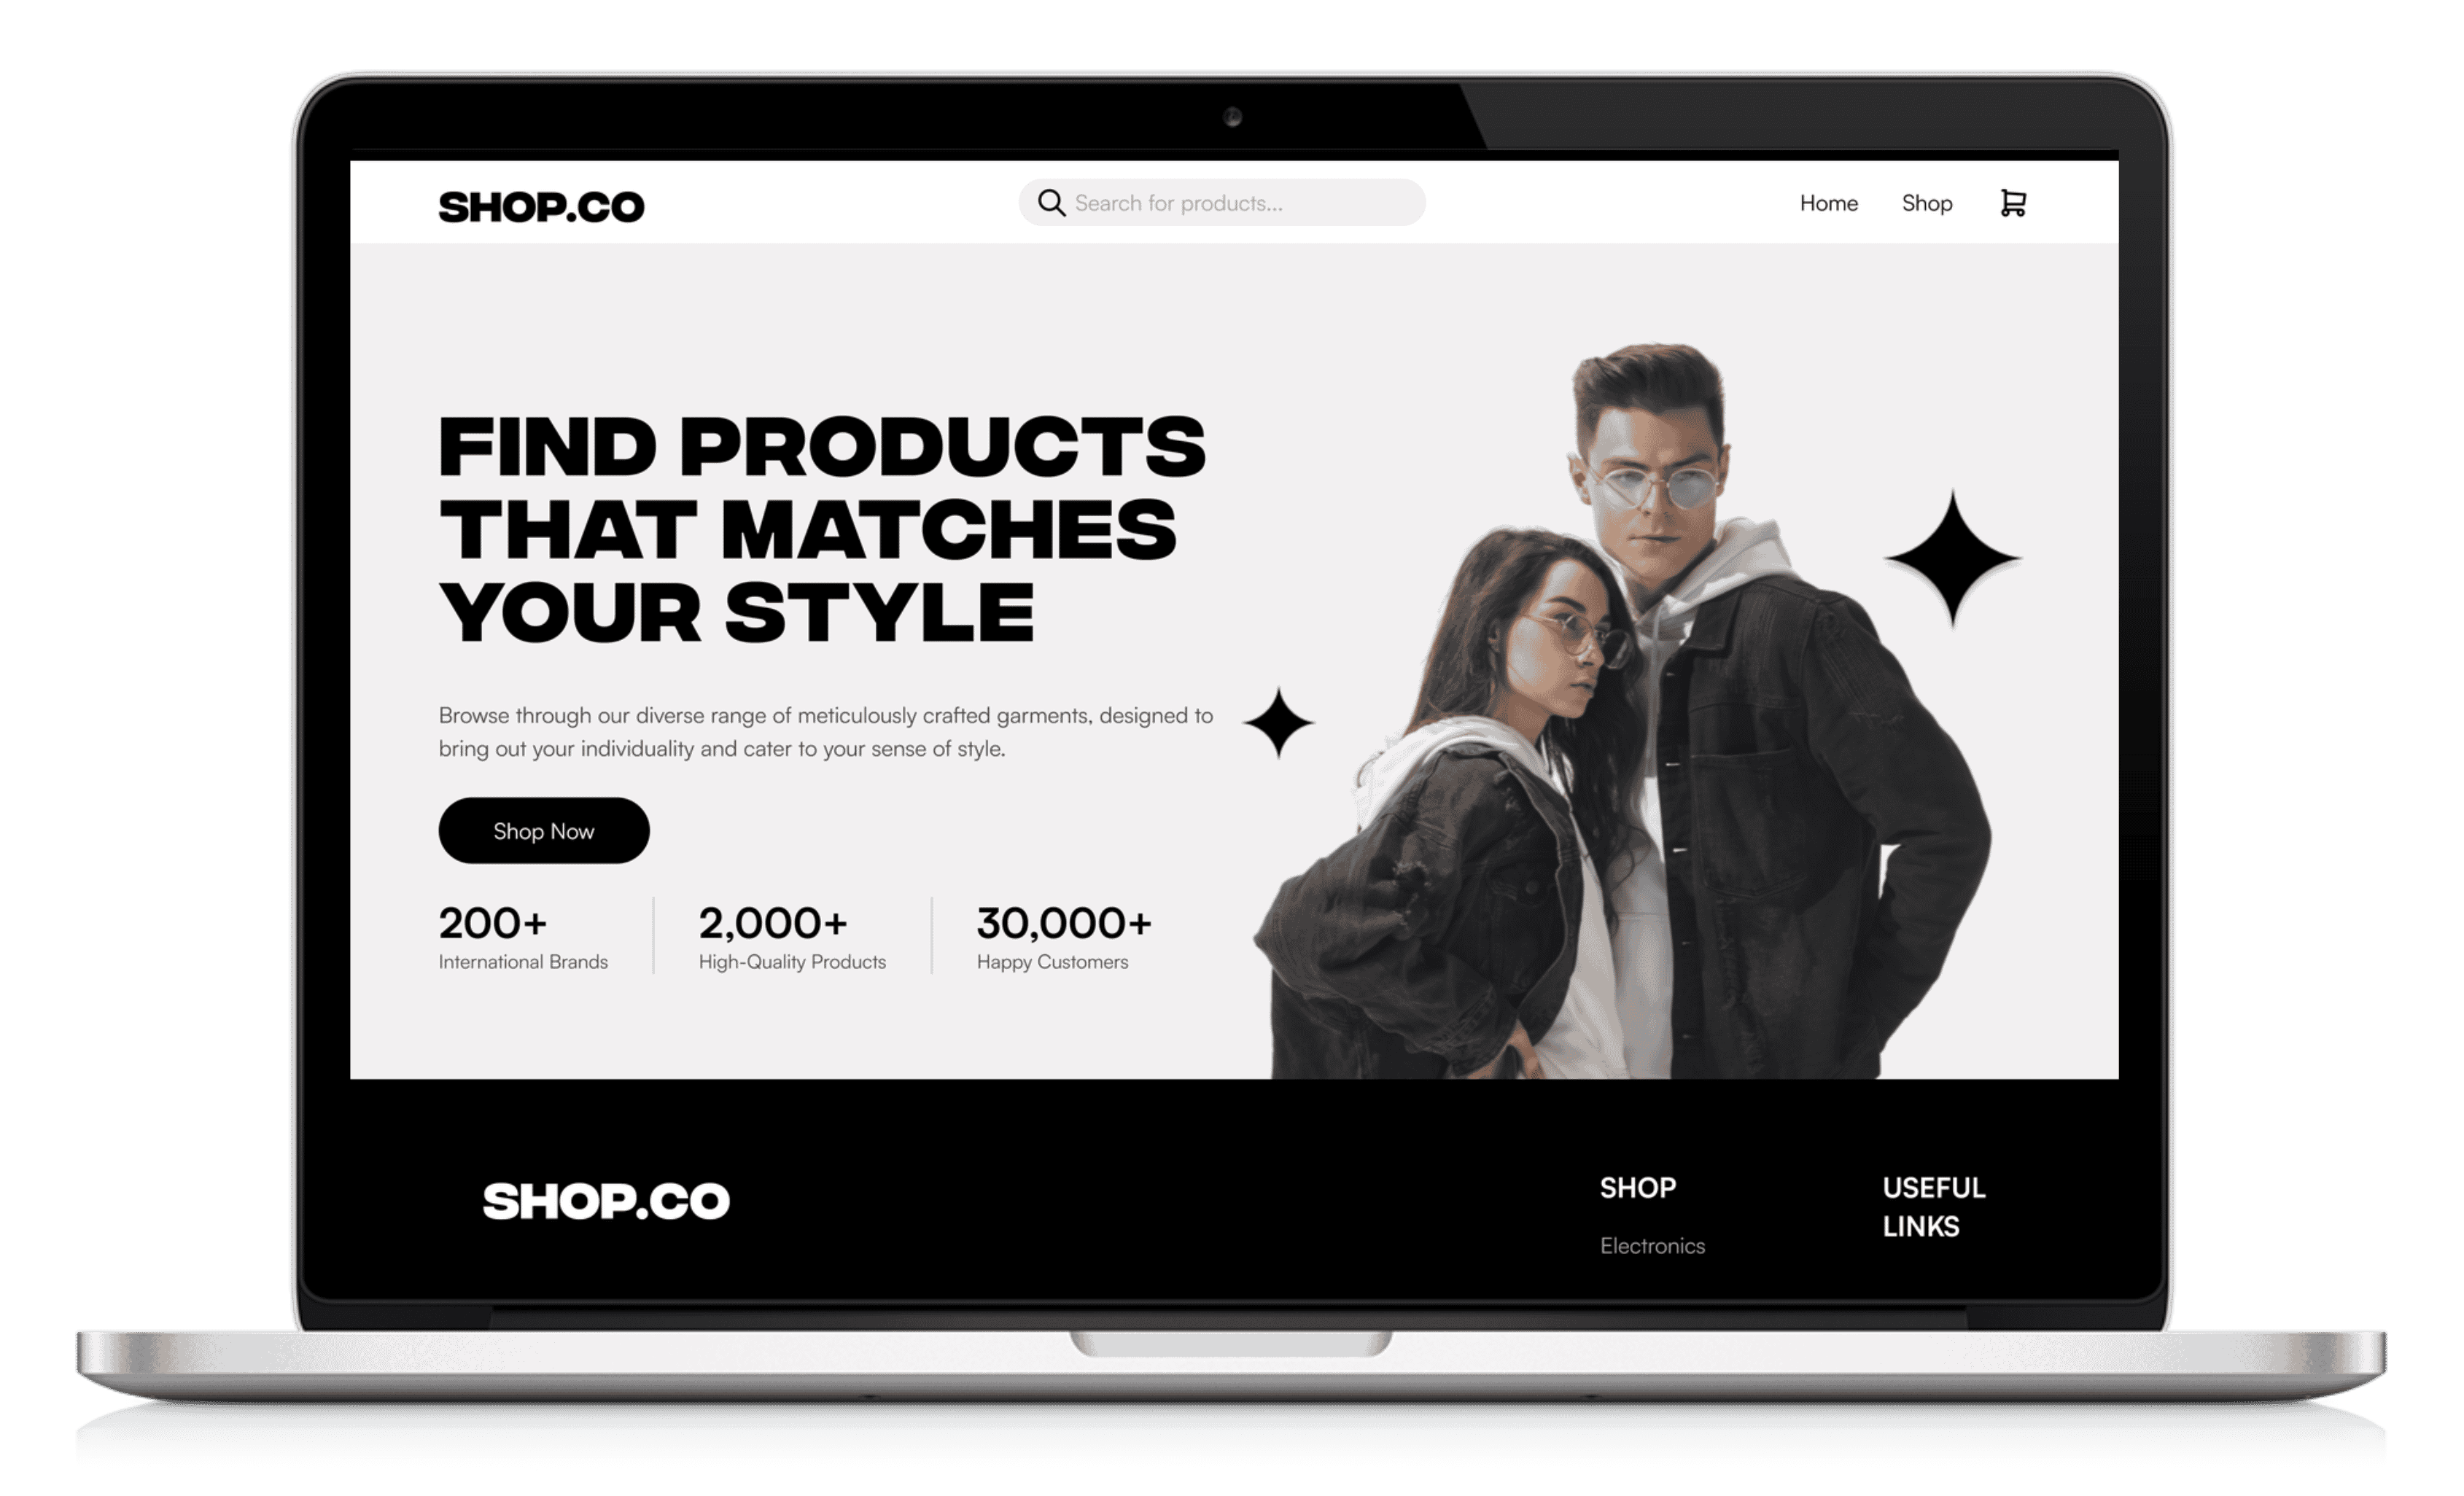 SHOP.CO
Search for products...
Home
Shop
FIND PRODUCTS
THAT MATCHES
YOUR STYLE
Browse through our diverse range of meticulously crafted garments, designed to
bring out your individuality and cater to your sense of style.
Shop Now
200+
International Brands
2,000+
High-Quality Products
30,000+
Happy Customers
SHOP.CO
SHOP
Electronics
USEFUL
LINKS